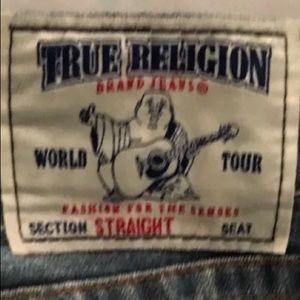 TRUE RELIGION
BRAND JEANS®
WORLD TOUR
FASHION FOR THE SENSES
SECTION STRAIGHT SEAT